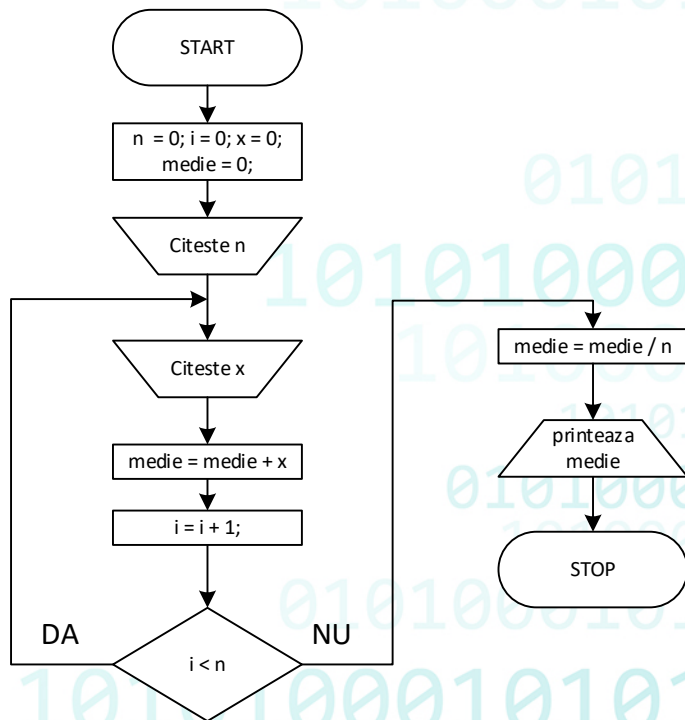 START
n = 0; i = 0; x = 0;
medie = 0;
Citeste n
Citeste x
medie = medie + x
i = i + 1;
i < n
DA
NU
medie = medie / n
printeaza
medie
STOP